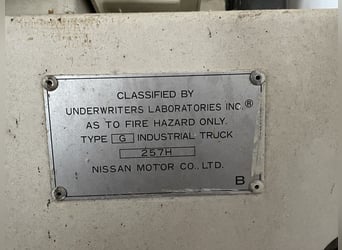 CLASSIFIED BY
UNDERWRITERS LABORATORIES INC.®
AS TO FIRE HAZARD ONLY.
TYPE G INDUSTRIAL TRUCK
257H
NISSAN MOTOR CO., LTD.
B